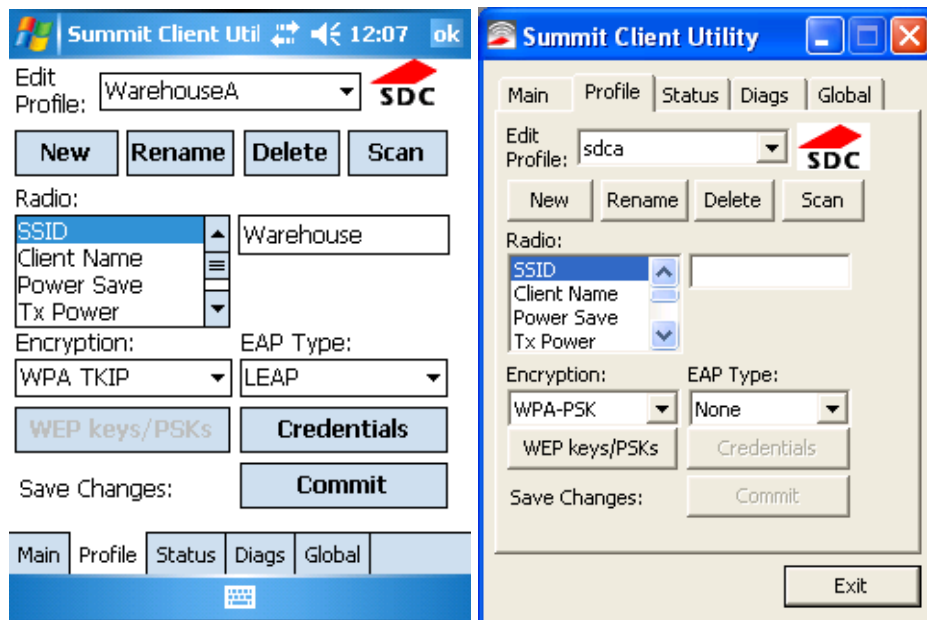 Summit Client Util 12:07 ok
Edit
Profile: WarehouseA
SDC
New Rename Delete Scan
Radio:
SSID
Client Name
Power Save
Tx Power
Warehouse
Encryption: EAP Type:
WPA TKIP LEAP
WEP keys/PSKs Credentials
Save Changes: Commit
Main Profile Status Diags Global
Summit Client Utility
Main Profile Status Diags Global
Edit
Profile: sdca
SDC
New Rename Delete Scan
Radio:
SSID
Client Name
Power Save
Tx Power
Encryption: EAP Type:
WPA-PSK None
WEP keys/PSKs Credentials
Save Changes: Commit
Exit